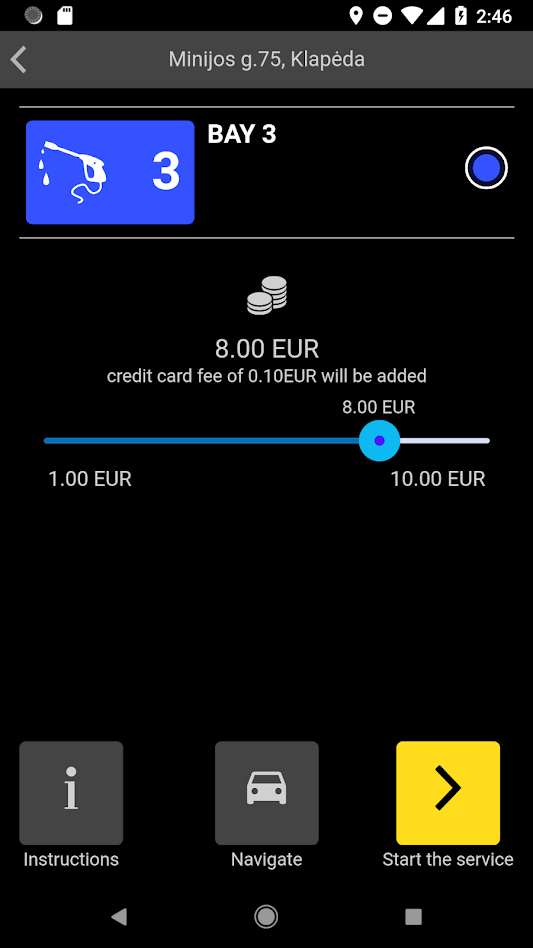 2:46
Minijos g.75, Klapėda
3
BAY 3
8.00 EUR
credit card fee of 0.10EUR will be added
8.00 EUR
1.00 EUR
10.00 EUR
Instructions
Navigate
Start the service